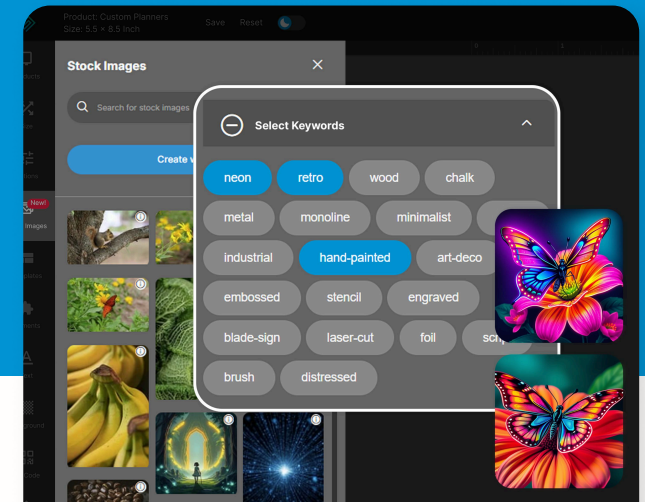 Product: Custom Planners
Size: 5.5 × 8.5 Inch
Save Reset
Stock Images
Search for stock images
Create
New!
Images
Select Keywords
neon retro wood chalk
metal monoline minimalist
industrial hand-painted art-deco
embossed stencil engraved
blade-sign laser-cut foil
brush distressed